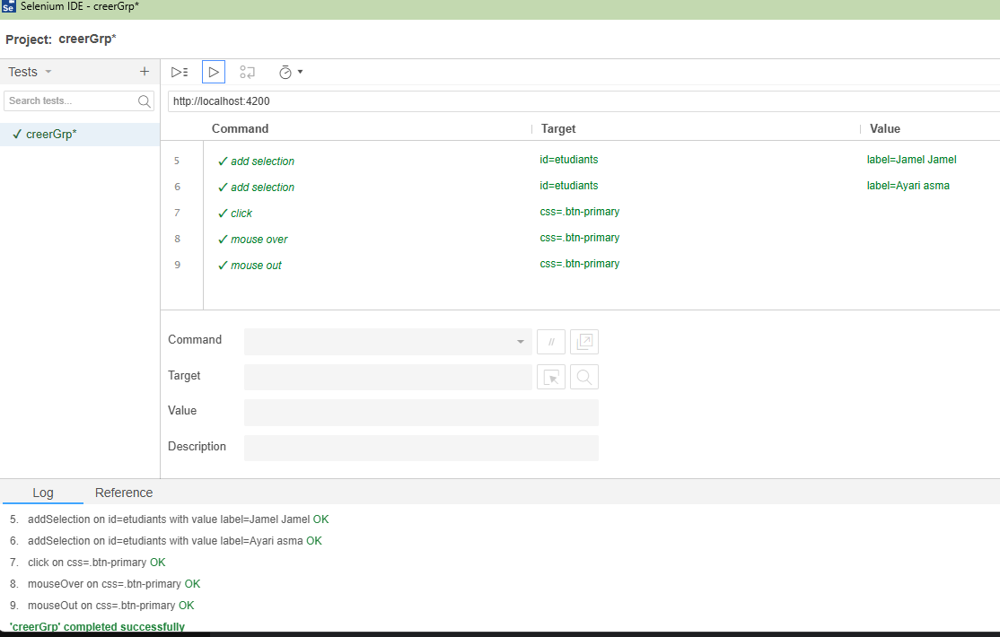 Se Selenium IDE - creerGrp*
Project: creerGrp*
Tests +
Search tests...
✓ creerGrp*
http://localhost:4200
Command Target Value
5 ✓ add selection id=etudiants label=Jamel Jamel
6 ✓ add selection id=etudiants label=Ayari asma
7 ✓ click css=.btn-primary
8 ✓ mouse over css=.btn-primary
9 ✓ mouse out css=.btn-primary
Command //
Target
Value
Description
Log Reference
5. addSelection on id=etudiants with value label=Jamel Jamel OK
6. addSelection on id=etudiants with value label=Ayari asma OK
7. click on css=.btn-primary OK
8. mouseOver on css=.btn-primary OK
9. mouseOut on css=.btn-primary OK
'creerGrp' completed successfully